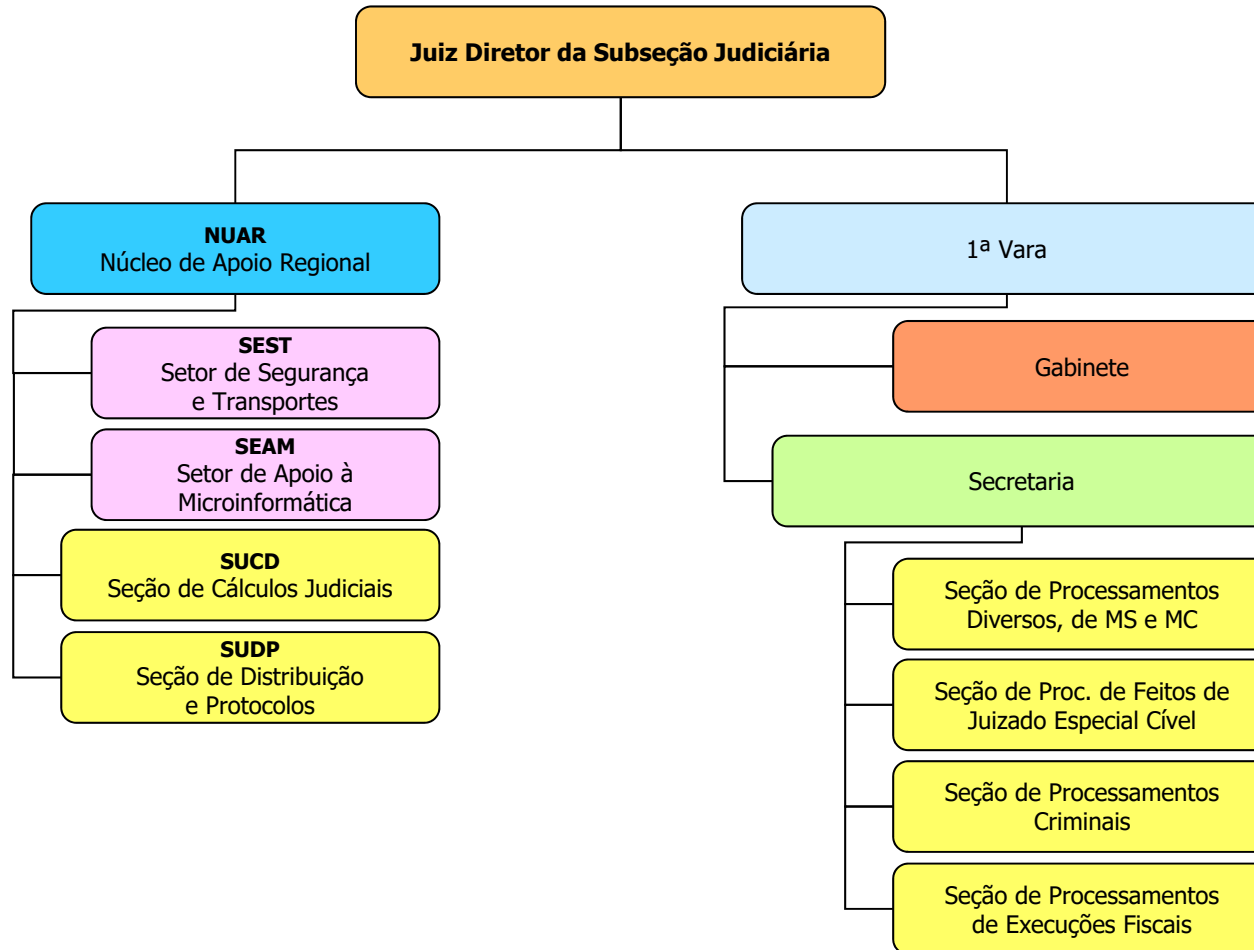 Juiz Diretor da Subseção Judiciária
NUAR
Núcleo de Apoio Regional
SEST
Setor de Segurança
e Transportes
SEAM
Setor de Apoio à
Microinformática
SUCD
Seção de Cálculos Judiciais
SUDP
Seção de Distribuição
e Protocolos
1ª Vara
Gabinete
Secretaria
Seção de Processamentos
Diversos, de MS e MC
Seção de Proc. de Feitos de
Juizado Especial Cível
Seção de Processamentos
Criminais
Seção de Processamentos
de Execuções Fiscais